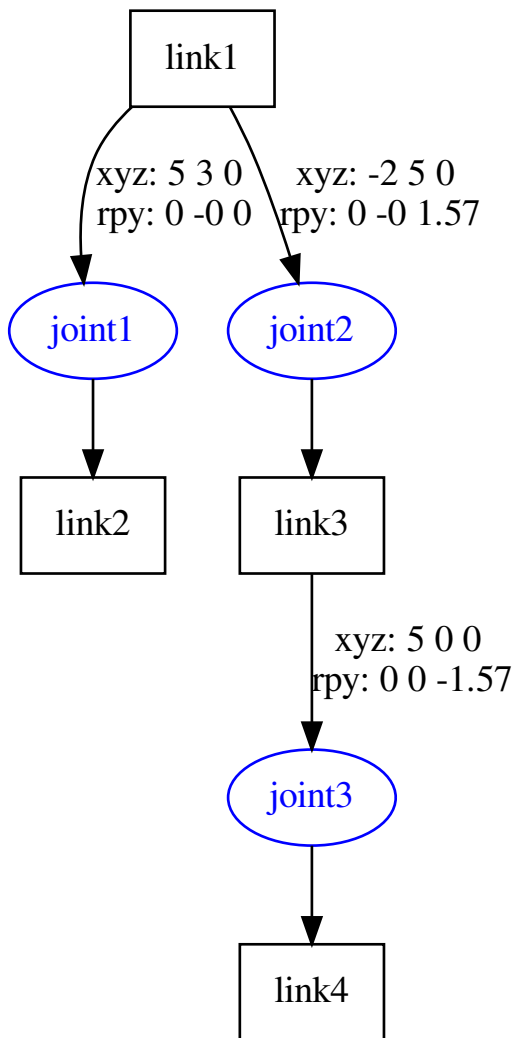 link1
xyz: 5 3 0
rpy: 0 -0 0
xyz: -2 5 0
rpy: 0 -0 1.57
joint1
joint2
link2
link3
xyz: 5 0 0
rpy: 0 0 -1.57
joint3
link4